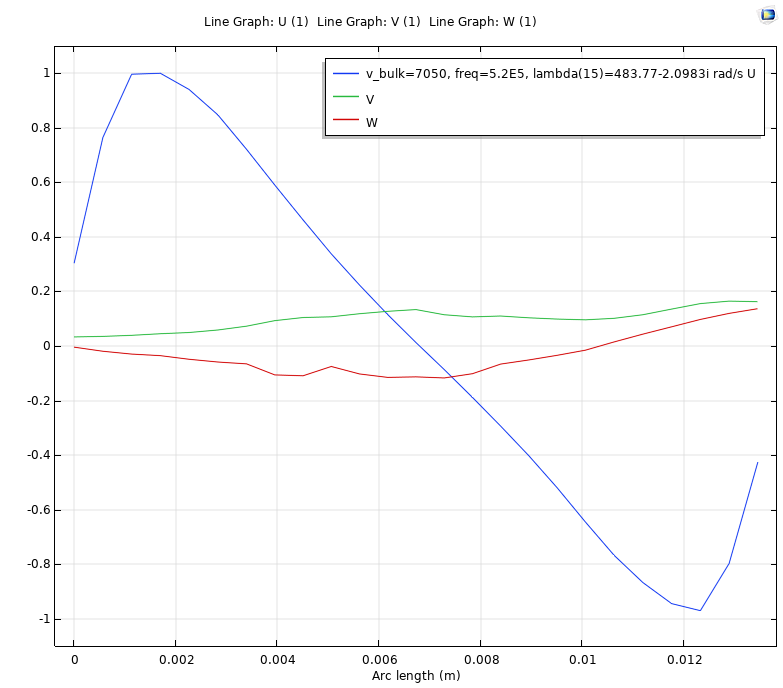 Line Graph: U (1) Line Graph: V (1) Line Graph: W (1)
v_bulk=7050, freq=5.2E5, lambda(15)=483.77-2.0983i rad/s U
V
W
1
0.8
0.6
0.4
0.2
0
-0.2
-0.4
-0.6
-0.8
-1
0 0.002 0.004 0.006 0.008 0.01 0.012
Arc length (m)